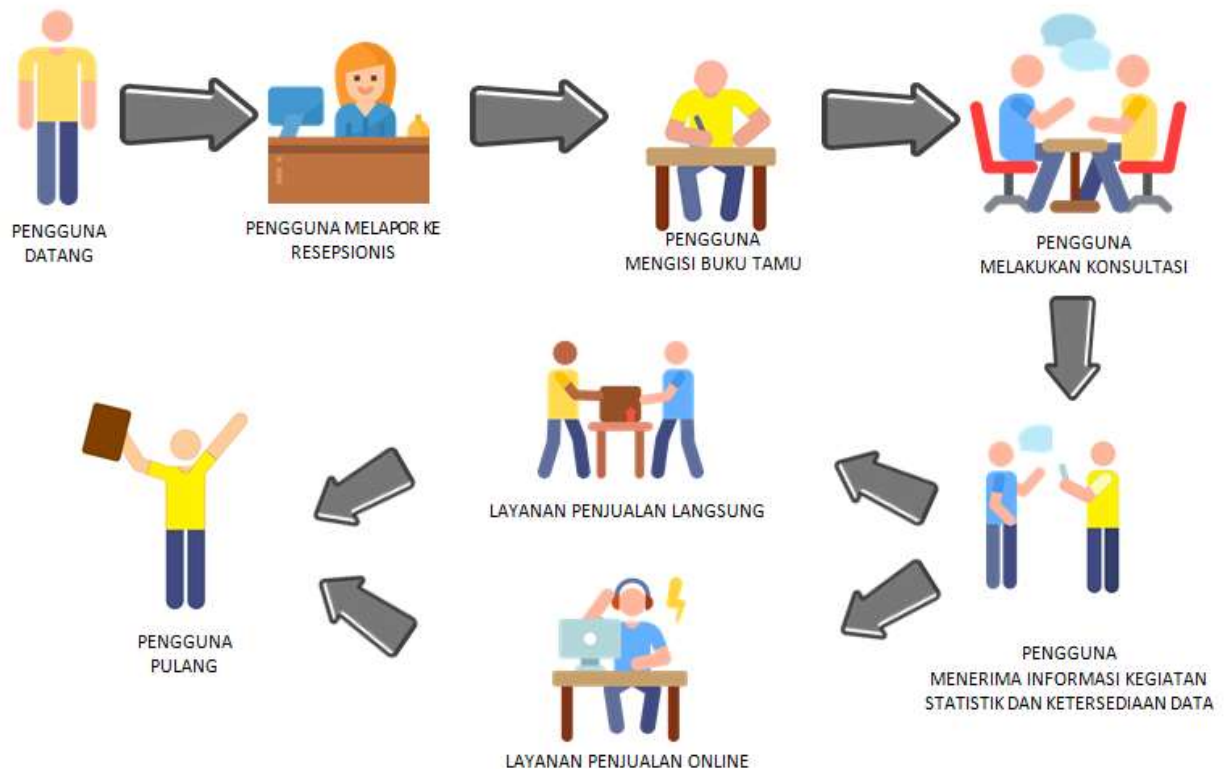 PENGGUNA
DATANG
PENGGUNA MELAPOR KE
RESEPSIONIS
PENGGUNA
MENGISI BUKU TAMU
PENGGUNA
MELAKUKAN KONSULTASI
PENGGUNA
MENERIMA INFORMASI KEGIATAN
STATISTIK DAN KETERSEDIAAN DATA
LAYANAN PENJUALAN LANGSUNG
LAYANAN PENJUALAN ONLINE
PENGGUNA
PULANG